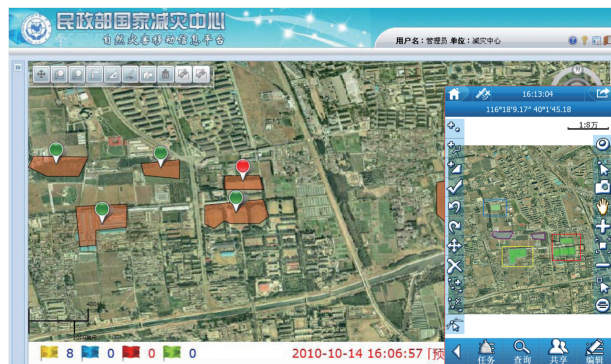 民政部国家减灾中心
自然灾害移动信息平台
用户名：管理员 单位：减灾中心
16:13:04
116°18'9.17" 40°1'45.18
1:8万
8 0 0 0
2010-10-14 16:06:57 [预
任务 查询 共享 编辑